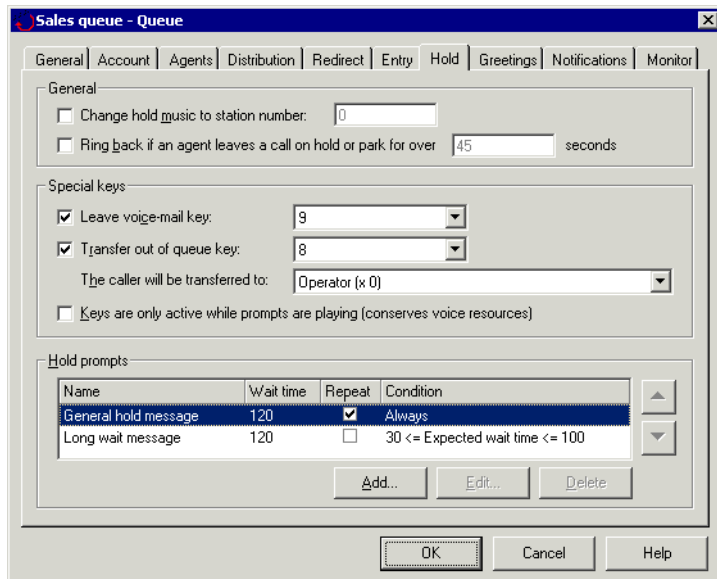 Sales queue - Queue
General Account Agents Distribution Redirect Entry Hold Greetings Notifications Monitor
General
Change hold music to station number: 0
Ring back if an agent leaves a call on hold or park for over 45 seconds
Special keys
Leave voice-mail key: 9
Transfer out of queue key: 8
The caller will be transferred to: Operator (x 0)
Keys are only active while prompts are playing (conserves voice resources)
Hold prompts
Name Wait time Repeat Condition
General hold message 120 Always
Long wait message 120 30 <= Expected wait time <= 100
Add... Edit... Delete
OK Cancel Help